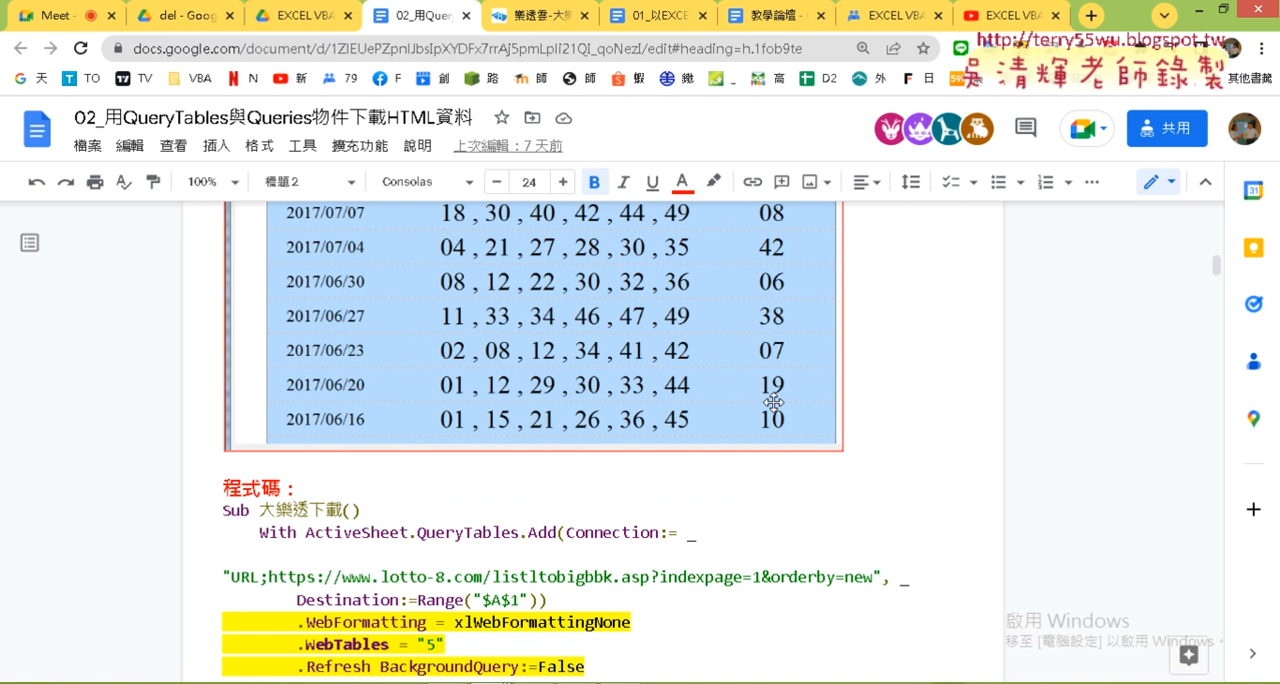 Meet -
del - Goog
EXCEL VBA
02_用Quer
樂透雲-大
01_以EXCE
教學論壇 -
EXCEL VBA
EXCEL VBA
docs.google.com/document/d/1ZIEUePZpnIJbsIpXYDFx7rrAj5pmLpli21QI_qoNezI/edit#heading=h.1fob9te
http://terry55wu.blogspot.tw
吳清輝老師錄製
天 TO TV VBA N 新 79 F 創 路 師 師 蝦 鐵 _ 高 D2 外 日 其他書籤
02_用QueryTables與Queries物件下載HTML資料
檔案 編輯 查看 插入 格式 工具 擴充功能 說明 上次編輯：7 天前
共用
100% 標題 2 Consolas 24 B I U A
2017/07/07 18 , 30 , 40 , 42 , 44 , 49 08
2017/07/04 04 , 21 , 27 , 28 , 30 , 35 42
2017/06/30 08 , 12 , 22 , 30 , 32 , 36 06
2017/06/27 11 , 33 , 34 , 46 , 47 , 49 38
2017/06/23 02 , 08 , 12 , 34 , 41 , 42 07
2017/06/20 01 , 12 , 29 , 30 , 33 , 44 19
2017/06/16 01 , 15 , 21 , 26 , 36 , 45 10
程式碼：
Sub 大樂透下載()
With ActiveSheet.QueryTables.Add(Connection:= _
"URL;https://www.lotto-8.com/listltobigbbk.asp?indexpage=1&orderby=new", _
Destination:=Range("$A$1"))
.WebFormatting = xlWebFormattingNone
.WebTables = "5"
.Refresh BackgroundQuery:=False
啟用 Windows
移至 [電腦設定] 以啟用 Windows。